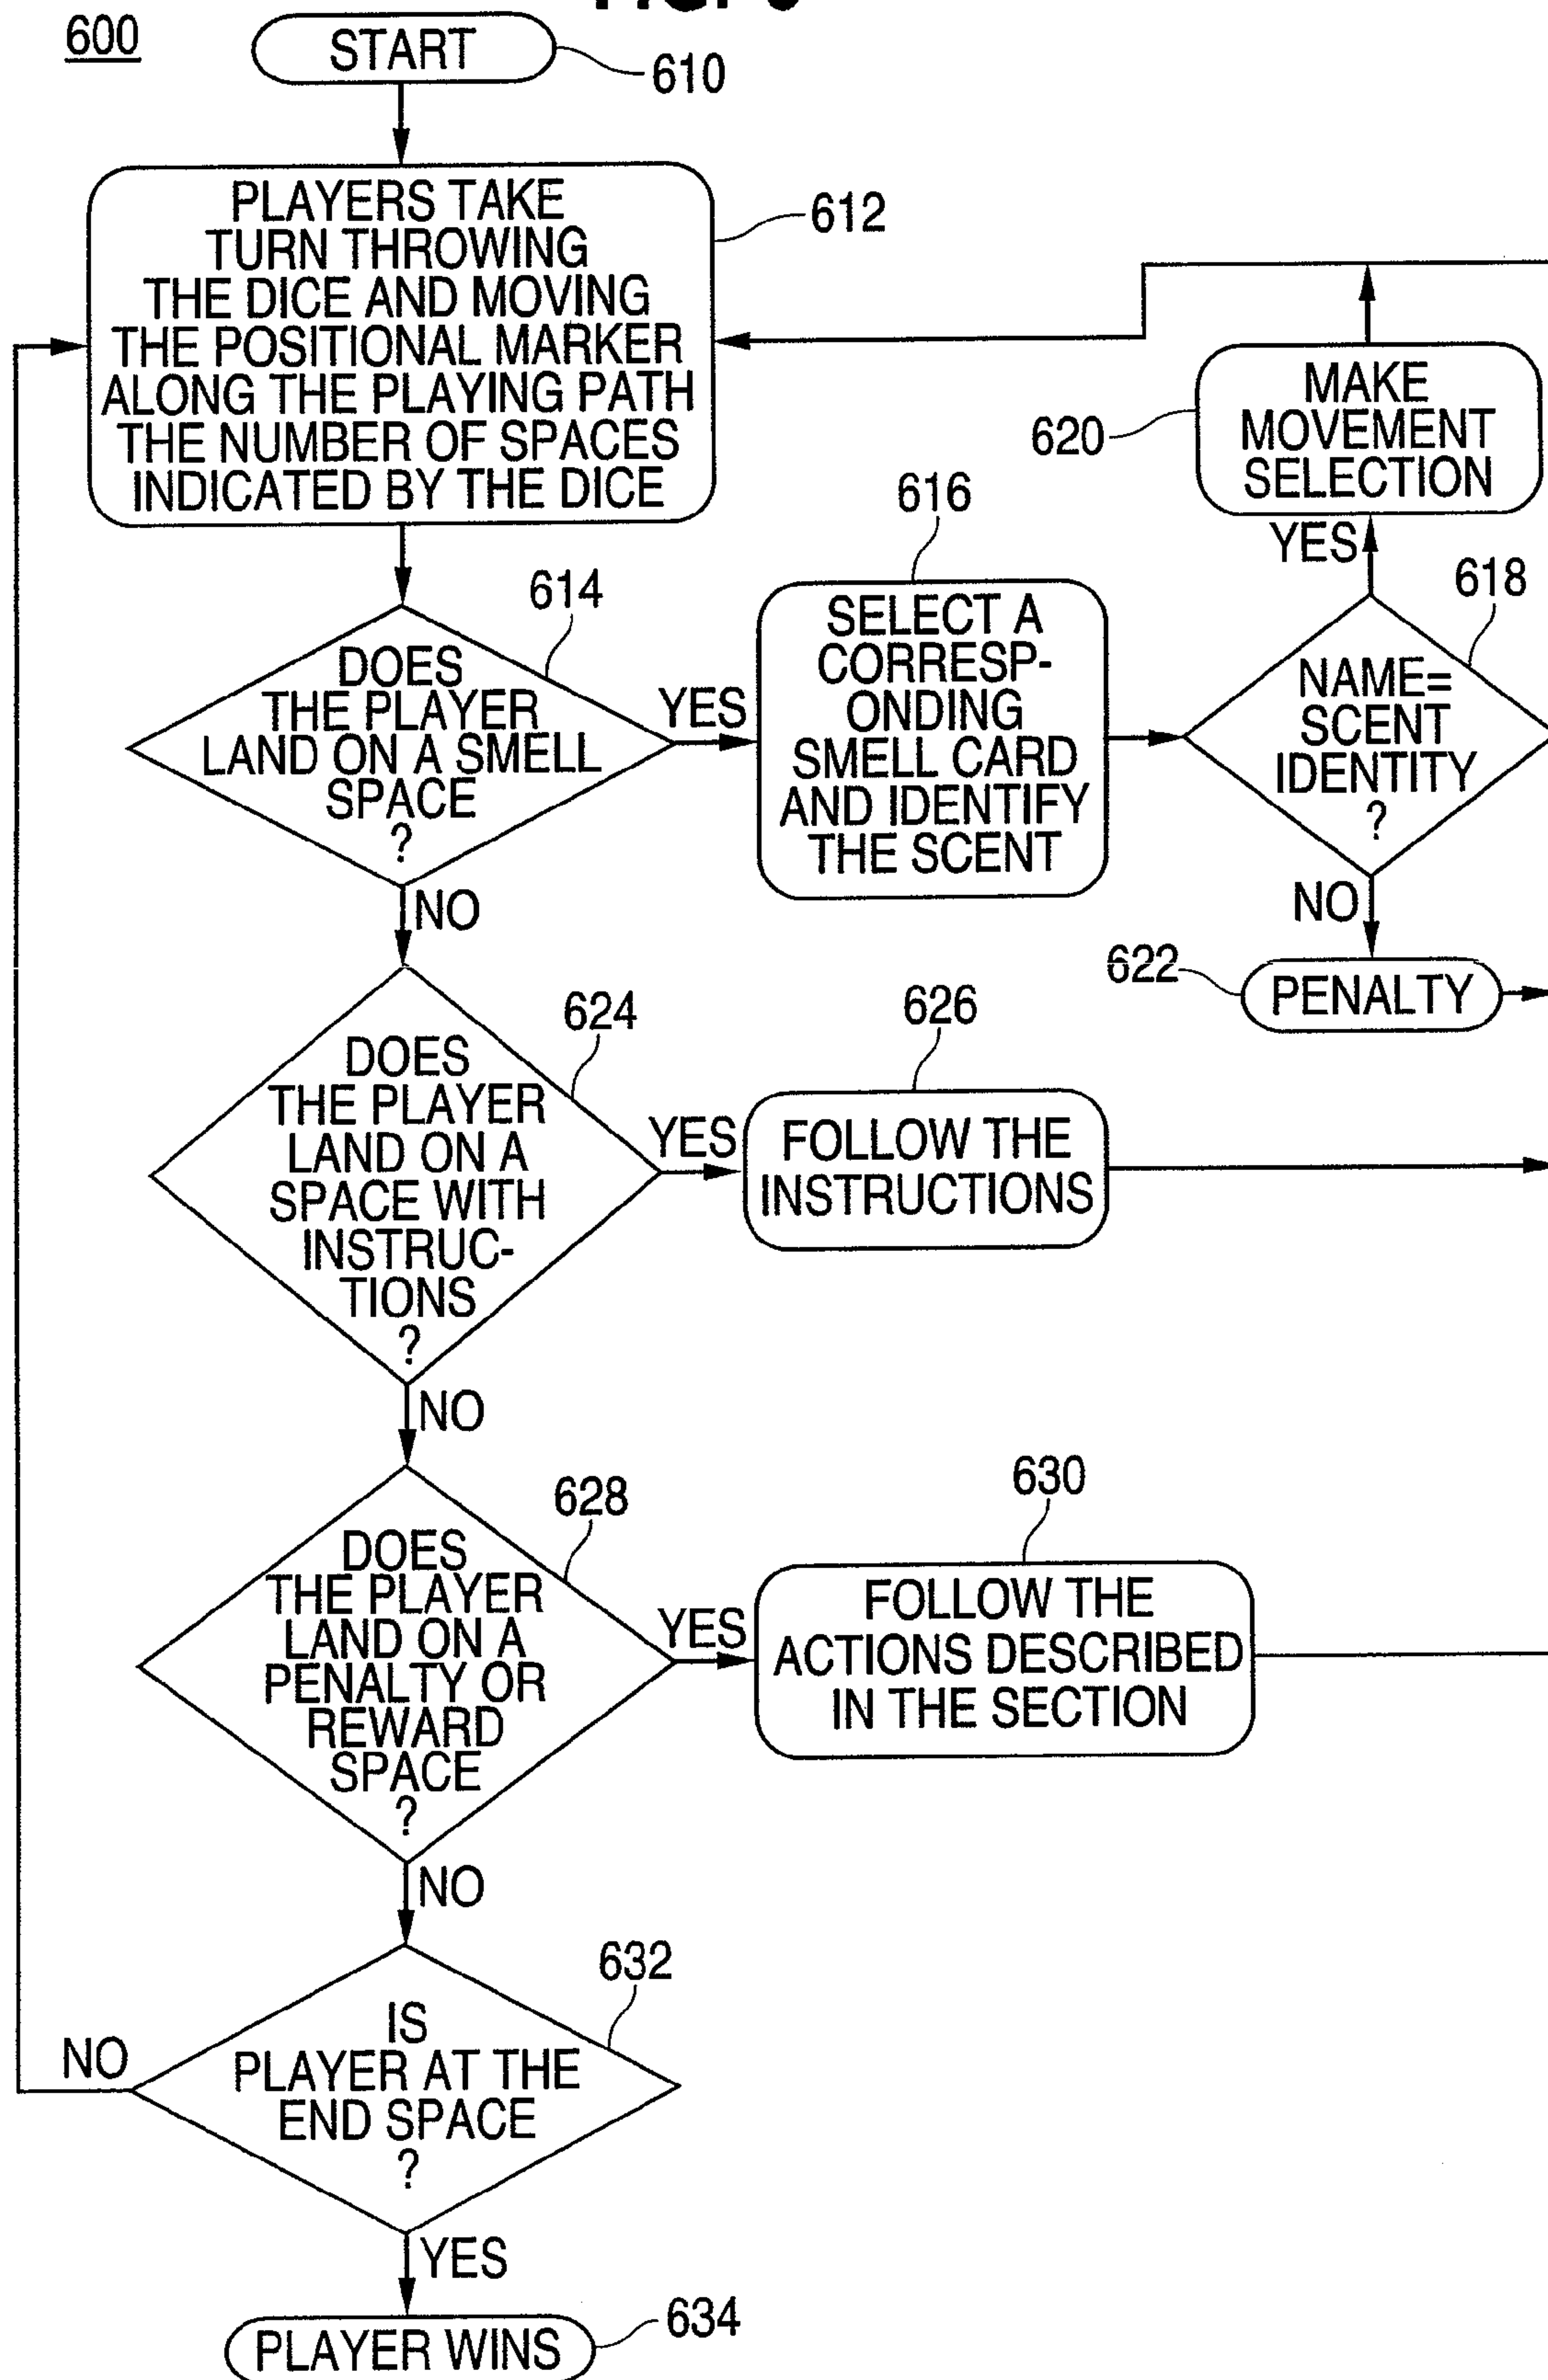 600
START
610
PLAYERS TAKE
TURN THROWING
THE DICE AND MOVING
THE POSITIONAL MARKER
ALONG THE PLAYING PATH
THE NUMBER OF SPACES
INDICATED BY THE DICE
612
614
DOES
THE PLAYER
LAND ON A SMELL
SPACE
?
YES
NO
616
SELECT A
CORRESP-
ONDING
SMELL CARD
AND IDENTIFY
THE SCENT
618
NAME=
SCENT
IDENTITY
?
YES
620
MAKE
MOVEMENT
SELECTION
NO
622
PENALTY
624
DOES
THE PLAYER
LAND ON A
SPACE WITH
INSTRUC-
TIONS
?
YES
NO
626
FOLLOW THE
INSTRUCTIONS
628
DOES
THE PLAYER
LAND ON A
PENALTY OR
REWARD
SPACE
?
YES
NO
630
FOLLOW THE
ACTIONS DESCRIBED
IN THE SECTION
632
IS
PLAYER AT THE
END SPACE
?
NO
YES
PLAYER WINS
634